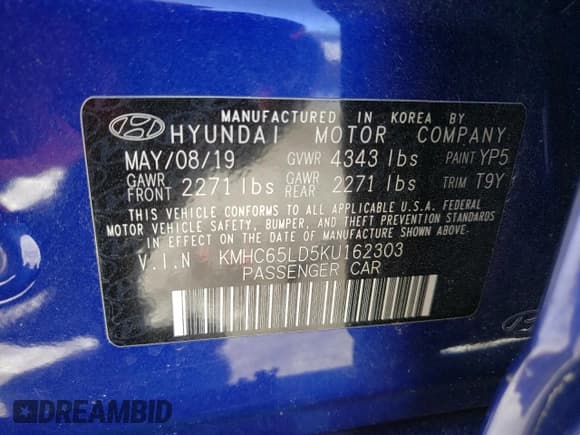 MANUFACTURED IN KOREA BY
HYUNDAI MOTOR COMPANY
MAY/08/19 GVWR 4343 lbs PAINT YP5
GAWR FRONT 2271 lbs GAWR REAR 2271 lbs TRIM T9Y
THIS VEHICLE CONFORMS TO ALL APPLICABLE U.S.A. FEDERAL
MOTOR VEHICLE SAFETY, BUMPER, AND THEFT PREVENTION STANDARDS
IN EFFECT ON THE DATE OF MANUFACTURE SHOWN ABOVE.
V.I.N KMHC65LD5KU162303
PASSENGER CAR
DREAMBID